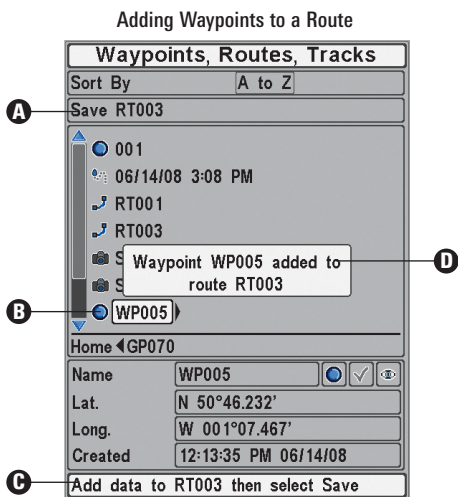 Adding Waypoints to a Route
Waypoints, Routes, Tracks
Sort By A to Z
A Save RT003
001
06/14/08 3:08 PM
RT001
RT003
S
Waypoint WP005 added to
route RT003
D
S
B WP005
Home GP070
Name WP005
Lat. N 50°46.232'
Long. W 001°07.467'
Created 12:13:35 PM 06/14/08
C Add data to RT003 then select Save